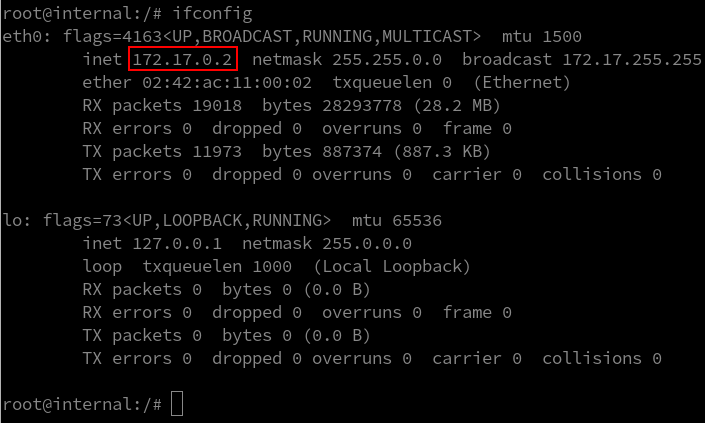 root@internal:/# ifconfig
eth0: flags=4163<UP,BROADCAST,RUNNING,MULTICAST>  mtu 1500
        inet 172.17.0.2  netmask 255.255.0.0  broadcast 172.17.255.255
        ether 02:42:ac:11:00:02  txqueuelen 0  (Ethernet)
        RX packets 19018  bytes 28293778 (28.2 MB)
        RX errors 0  dropped 0  overruns 0  frame 0
        TX packets 11973  bytes 887374 (887.3 KB)
        TX errors 0  dropped 0 overruns 0  carrier 0  collisions 0
lo: flags=73<UP,LOOPBACK,RUNNING>  mtu 65536
        inet 127.0.0.1  netmask 255.0.0.0
        loop  txqueuelen 1000  (Local Loopback)
        RX packets 0  bytes 0 (0.0 B)
        RX errors 0  dropped 0  overruns 0  frame 0
        TX packets 0  bytes 0 (0.0 B)
        TX errors 0  dropped 0 overruns 0  carrier 0  collisions 0
root@internal:/#